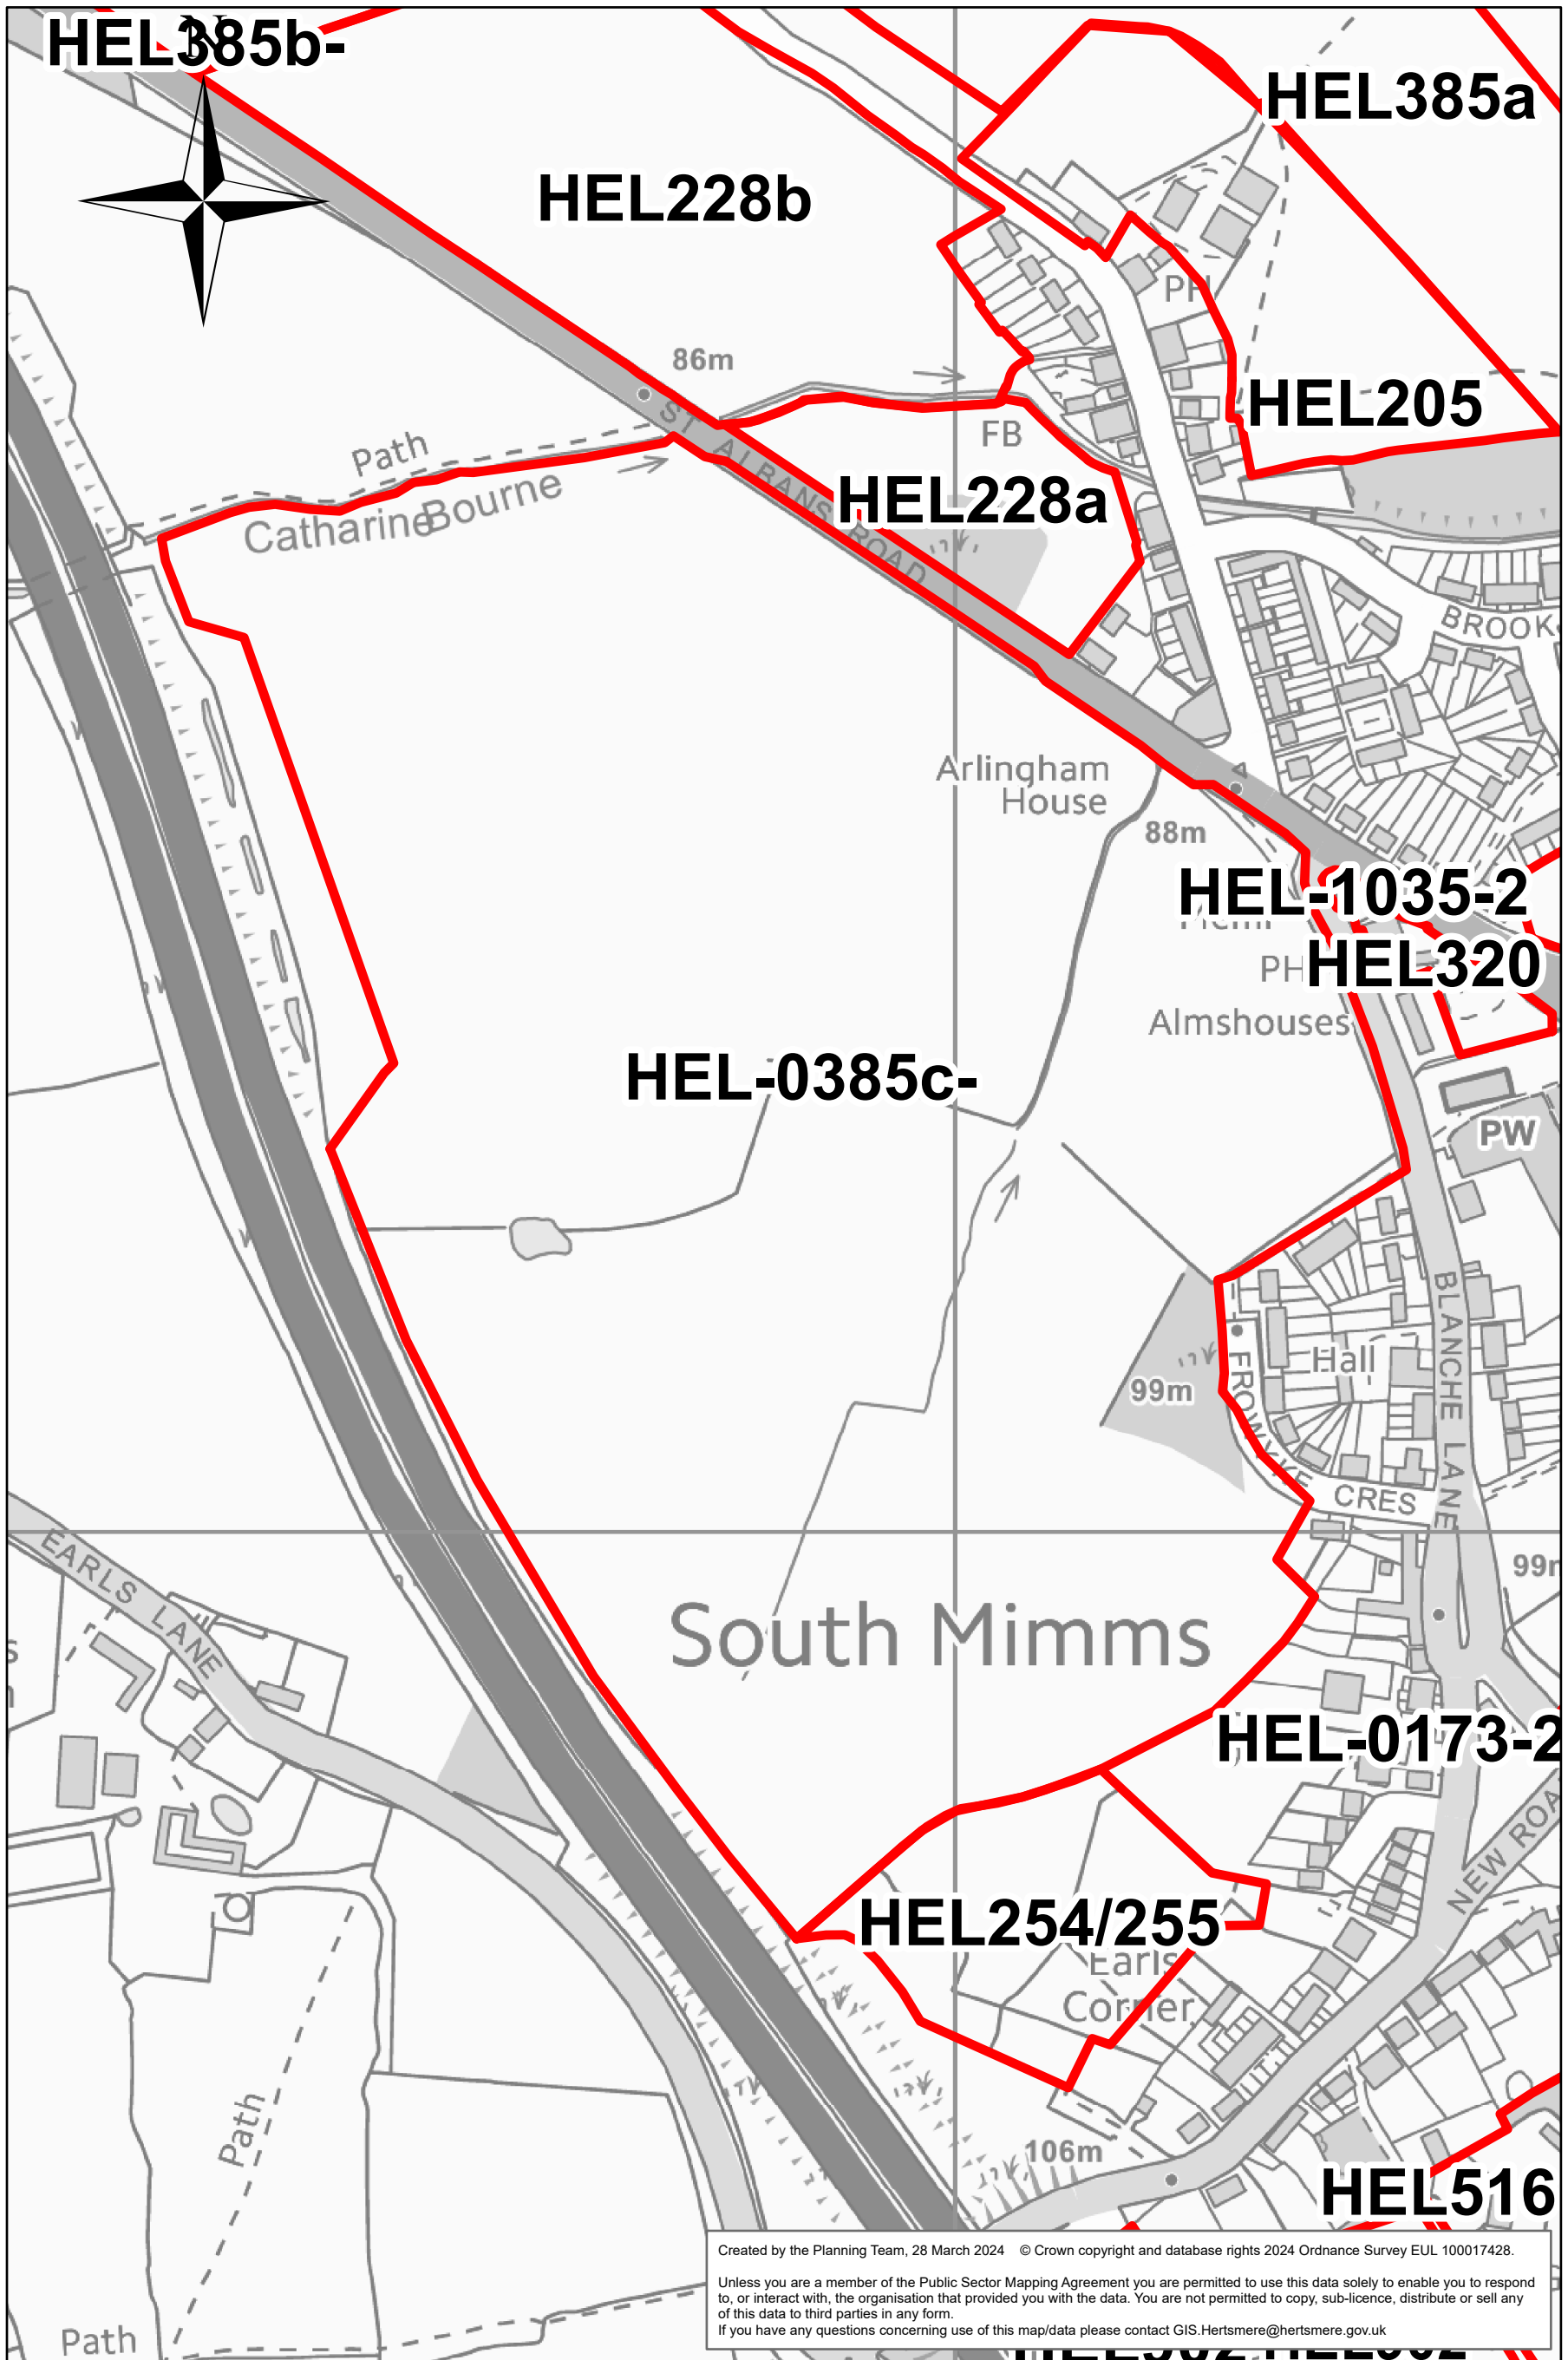 HEL385b-
N
HEL385a
HEL228b
PH
86m
HEL205
ST ALBANS ROAD
Path
FB
Catharine Bourne
HEL228a
BROOK
Arlingham
House
88m
HEL-1035-2
PH
HEL320
Almshouses
HEL-0385c-
PW
BLANCHE LANE
Hall
99m
FROWYKE CRES
EARLS LANE
South Mimms
HEL-0173-2
NEW ROA
HEL254/255
Earls
Corner
Path
106m
HEL516
Path
Created by the Planning Team, 28 March 2024 © Crown copyright and database rights 2024 Ordnance Survey EUL 100017428.
Unless you are a member of the Public Sector Mapping Agreement you are permitted to use this data solely to enable you to respond
to, or interact with, the organisation that provided you with the data. You are not permitted to copy, sub-licence, distribute or sell any
of this data to third parties in any form.
If you have any questions concerning use of this map/data please contact GIS.Hertsmere@hertsmere.gov.uk